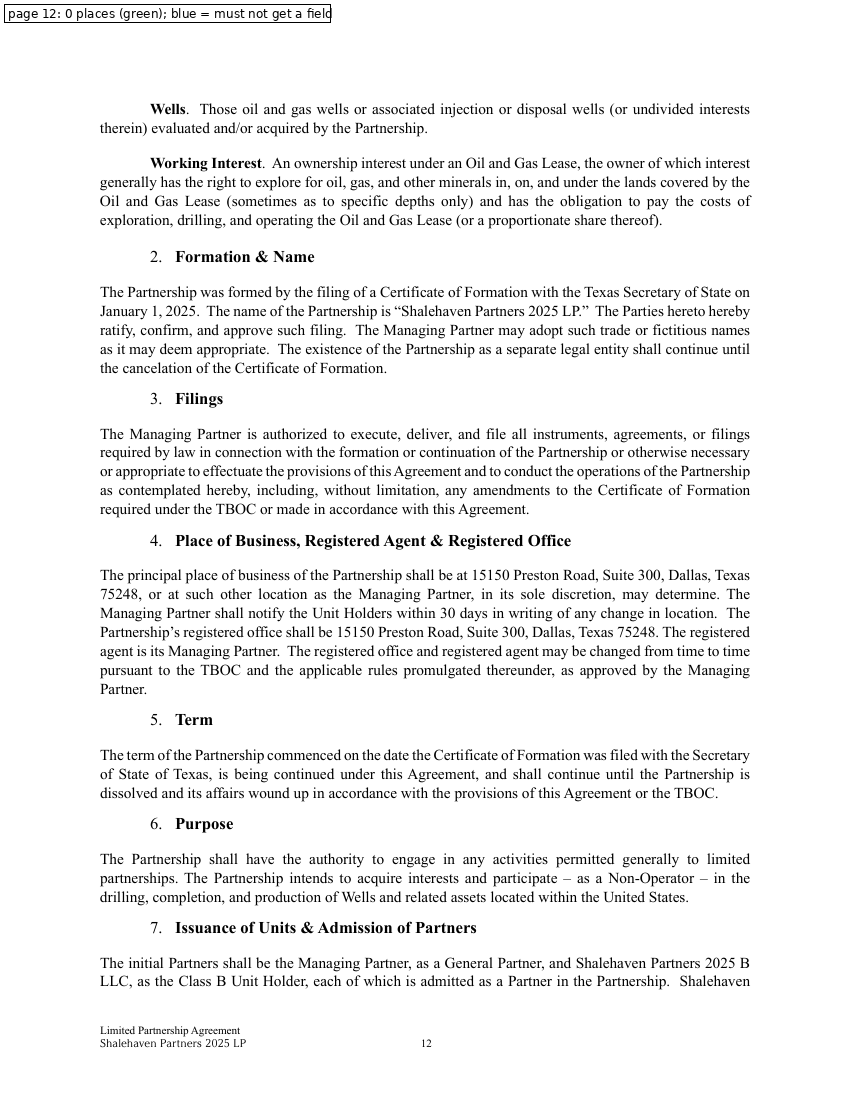 page 12: 0 places (green); blue = must not get a field
Wells. Those oil and gas wells or associated injection or disposal wells (or undivided interests
therein) evaluated and/or acquired by the Partnership.
Working Interest. An ownership interest under an Oil and Gas Lease, the owner of which interest
generally has the right to explore for oil, gas, and other minerals in, on, and under the lands covered by the
Oil and Gas Lease (sometimes as to specific depths only) and has the obligation to pay the costs of
exploration, drilling, and operating the Oil and Gas Lease (or a proportionate share thereof).
2. Formation & Name
The Partnership was formed by the filing of a Certificate of Formation with the Texas Secretary of State on
January 1, 2025. The name of the Partnership is “Shalehaven Partners 2025 LP.” The Parties hereto hereby
ratify, confirm, and approve such filing. The Managing Partner may adopt such trade or fictitious names
as it may deem appropriate. The existence of the Partnership as a separate legal entity shall continue until
the cancelation of the Certificate of Formation.
3. Filings
The Managing Partner is authorized to execute, deliver, and file all instruments, agreements, or filings
required by law in connection with the formation or continuation of the Partnership or otherwise necessary
or appropriate to effectuate the provisions of this Agreement and to conduct the operations of the Partnership
as contemplated hereby, including, without limitation, any amendments to the Certificate of Formation
required under the TBOC or made in accordance with this Agreement.
4. Place of Business, Registered Agent & Registered Office
The principal place of business of the Partnership shall be at 15150 Preston Road, Suite 300, Dallas, Texas
75248, or at such other location as the Managing Partner, in its sole discretion, may determine. The
Managing Partner shall notify the Unit Holders within 30 days in writing of any change in location. The
Partnership’s registered office shall be 15150 Preston Road, Suite 300, Dallas, Texas 75248. The registered
agent is its Managing Partner. The registered office and registered agent may be changed from time to time
pursuant to the TBOC and the applicable rules promulgated thereunder, as approved by the Managing
Partner.
5. Term
The term of the Partnership commenced on the date the Certificate of Formation was filed with the Secretary
of State of Texas, is being continued under this Agreement, and shall continue until the Partnership is
dissolved and its affairs wound up in accordance with the provisions of this Agreement or the TBOC.
6. Purpose
The Partnership shall have the authority to engage in any activities permitted generally to limited
partnerships. The Partnership intends to acquire interests and participate – as a Non-Operator – in the
drilling, completion, and production of Wells and related assets located within the United States.
7. Issuance of Units & Admission of Partners
The initial Partners shall be the Managing Partner, as a General Partner, and Shalehaven Partners 2025 B
LLC, as the Class B Unit Holder, each of which is admitted as a Partner in the Partnership. Shalehaven
Limited Partnership Agreement
Shalehaven Partners 2025 LP 12